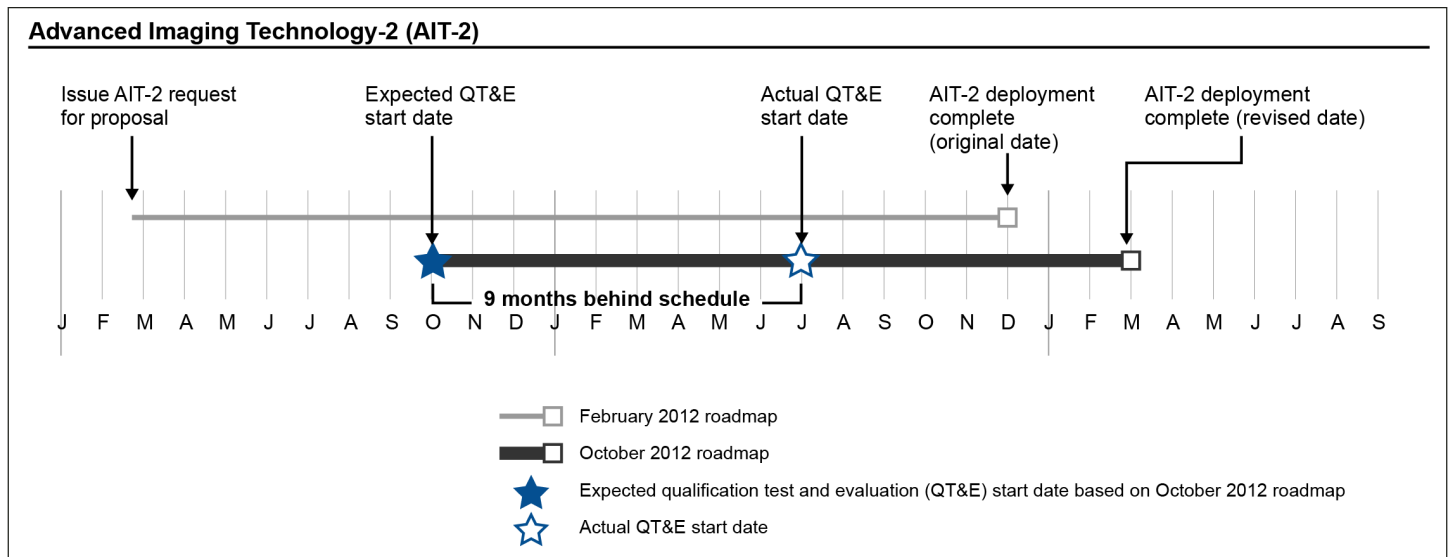 Advanced Imaging Technology-2 (AIT-2)
Issue AIT-2 request
for proposal
Expected QT&E
start date
Actual QT&E
start date
AIT-2 deployment
complete
(original date)
AIT-2 deployment
complete (revised date)
9 months behind schedule
J F M A M J J A S O N D J F M A M J J A S O N D J F M A M J J A S
February 2012 roadmap
October 2012 roadmap
Expected qualification test and evaluation (QT&E) start date based on October 2012 roadmap
Actual QT&E start date